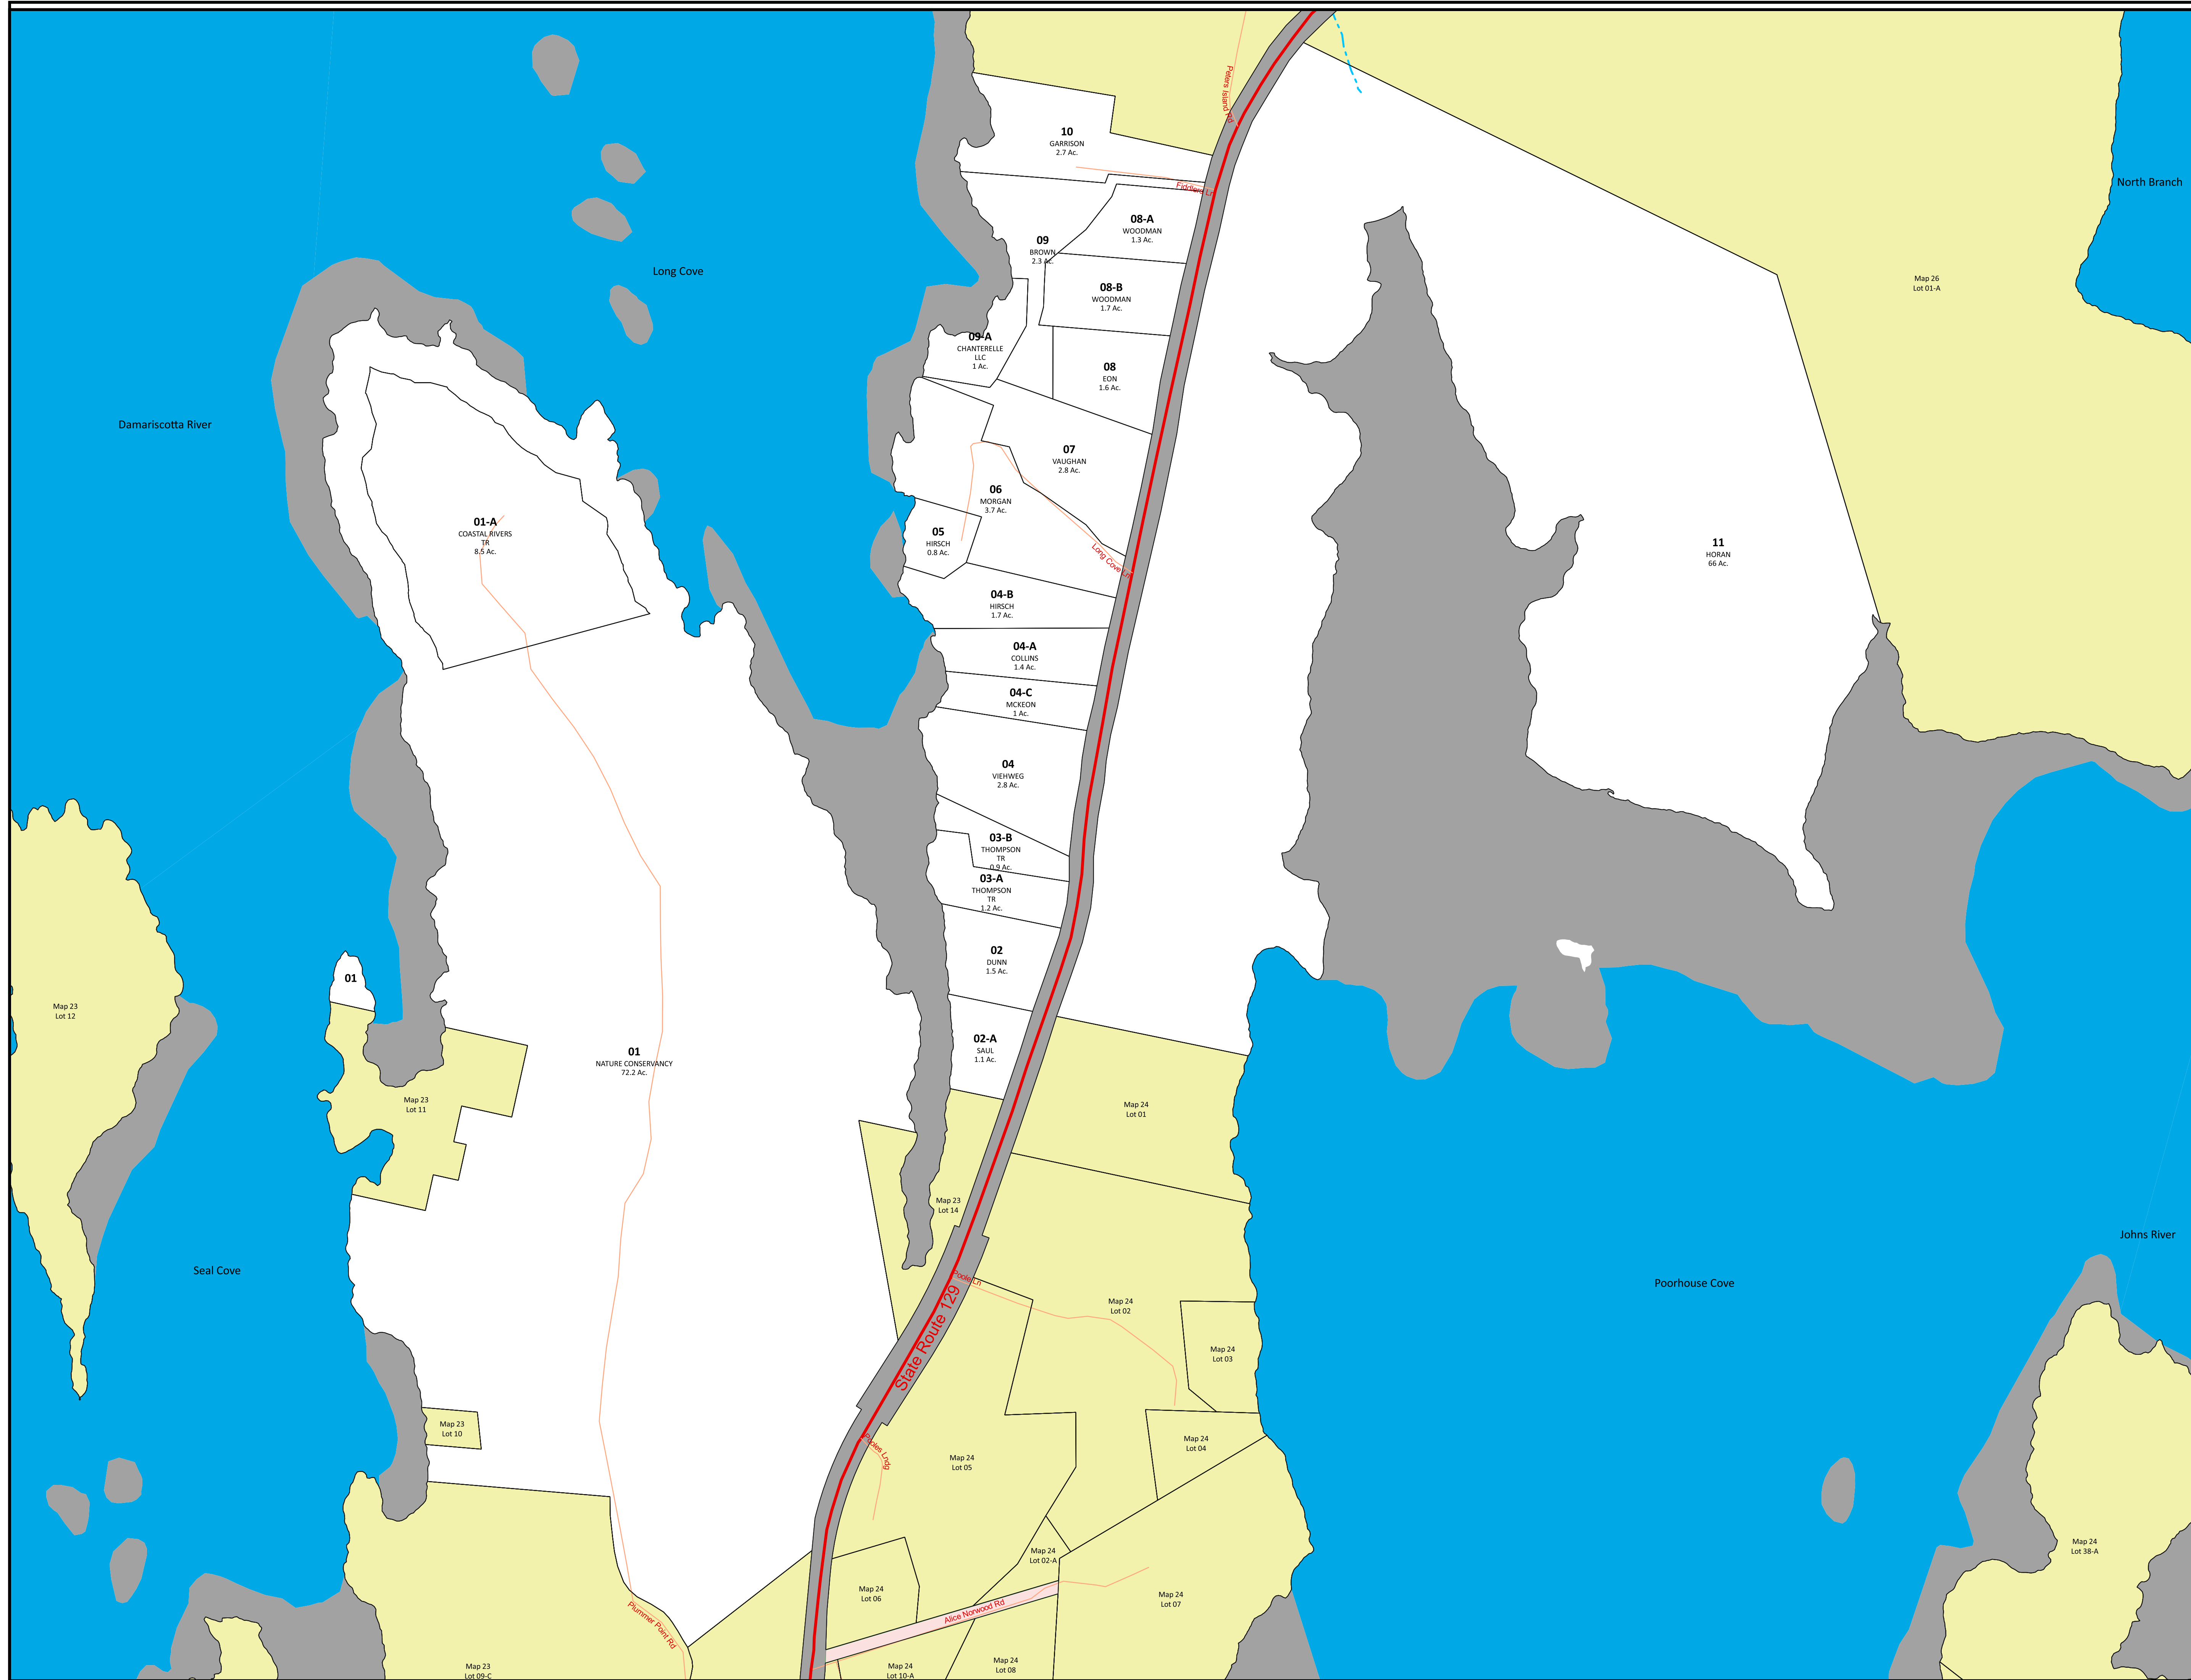 Peters Island Rd
10
GARRISON
2.7 Ac.
North Branch
Fiddlers Ln
08-A
WOODMAN
1.3 Ac.
09
BROWN
2.3 Ac.
Long Cove
Map 26
Lot 01-A
08-B
WOODMAN
1.7 Ac.
09-A
CHANTERELLE
LLC
1 Ac.
08
EON
1.6 Ac.
Damariscotta River
07
VAUGHAN
2.8 Ac.
06
MORGAN
3.7 Ac.
01-A
COASTAL RIVERS
TR
8.5 Ac.
05
HIRSCH
0.8 Ac.
Long Cove Ln
11
HORAN
66 Ac.
04-B
HIRSCH
1.7 Ac.
04-A
COLLINS
1.4 Ac.
04-C
MCKEON
1 Ac.
04
VIEHWEG
2.8 Ac.
03-B
THOMPSON
TR
0.9 Ac.
03-A
THOMPSON
TR
1.2 Ac.
02
DUNN
1.5 Ac.
01
Map 23
Lot 12
02-A
SAUL
1.1 Ac.
01
NATURE CONSERVANCY
72.2 Ac.
Map 23
Lot 11
Map 24
Lot 01
Map 23
Lot 14
Johns River
Seal Cove
Poole Ln
Poorhouse Cove
Map 24
Lot 02
State Route 129
Map 24
Lot 03
Map 23
Lot 10
Map 24
Lot 04
Pooles Lndg
Map 24
Lot 05
Map 24
Lot 38-A
Map 24
Lot 02-A
Map 24
Lot 06
Map 24
Lot 07
Alice Norwood Rd
Plummer Point Rd
Map 23
Lot 09-C
Map 24
Lot 10-A
Map 24
Lot 08